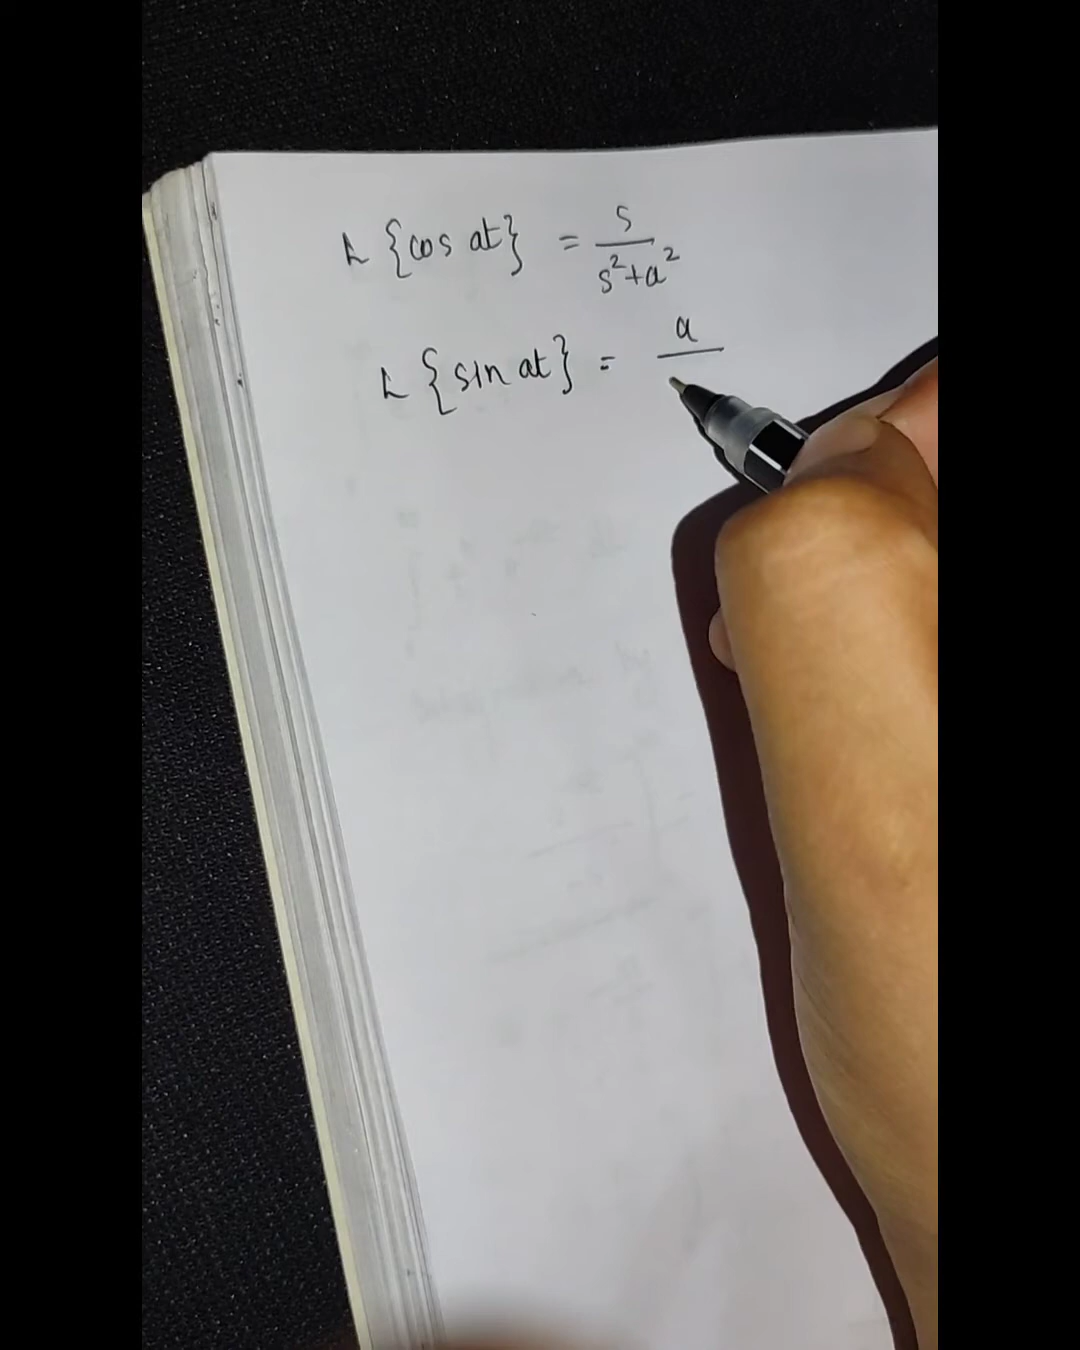 L {cos at} = s/(s²+a²)
L {sin at} = a/